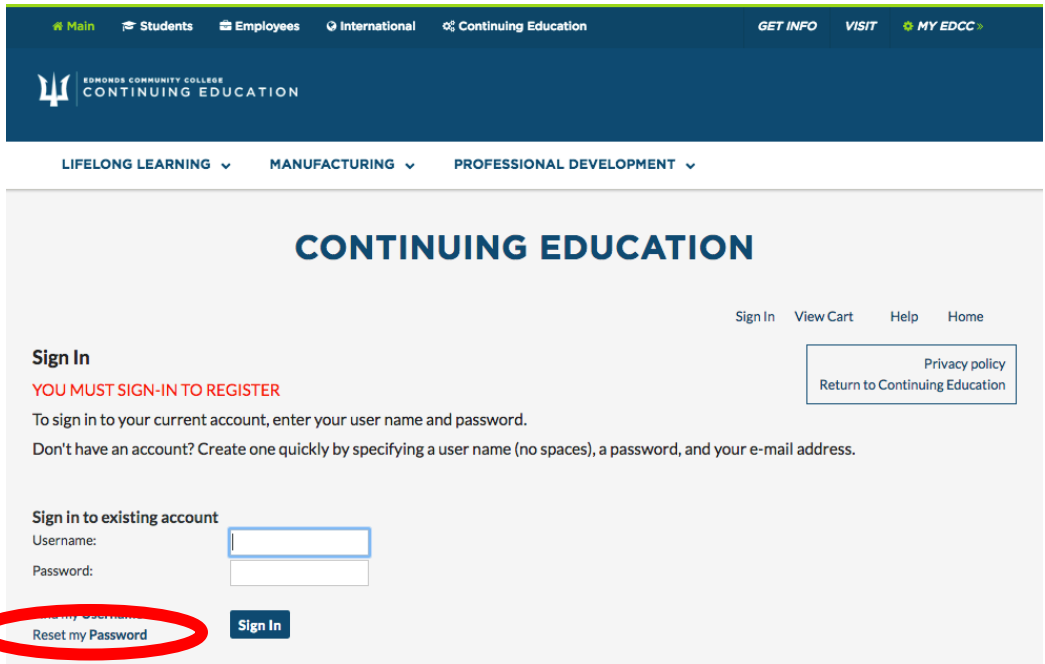 Main Students Employees International Continuing Education GET INFO VISIT MY EDCC »
EDMONDS COMMUNITY COLLEGE
CONTINUING EDUCATION
LIFELONG LEARNING MANUFACTURING PROFESSIONAL DEVELOPMENT
CONTINUING EDUCATION
Sign In View Cart Help Home
Sign In
Privacy policy
YOU MUST SIGN-IN TO REGISTER
Return to Continuing Education
To sign in to your current account, enter your user name and password.
Don't have an account? Create one quickly by specifying a user name (no spaces), a password, and your e-mail address.
Sign in to existing account
Username:
Password:
my Username
Reset my Password
Sign In